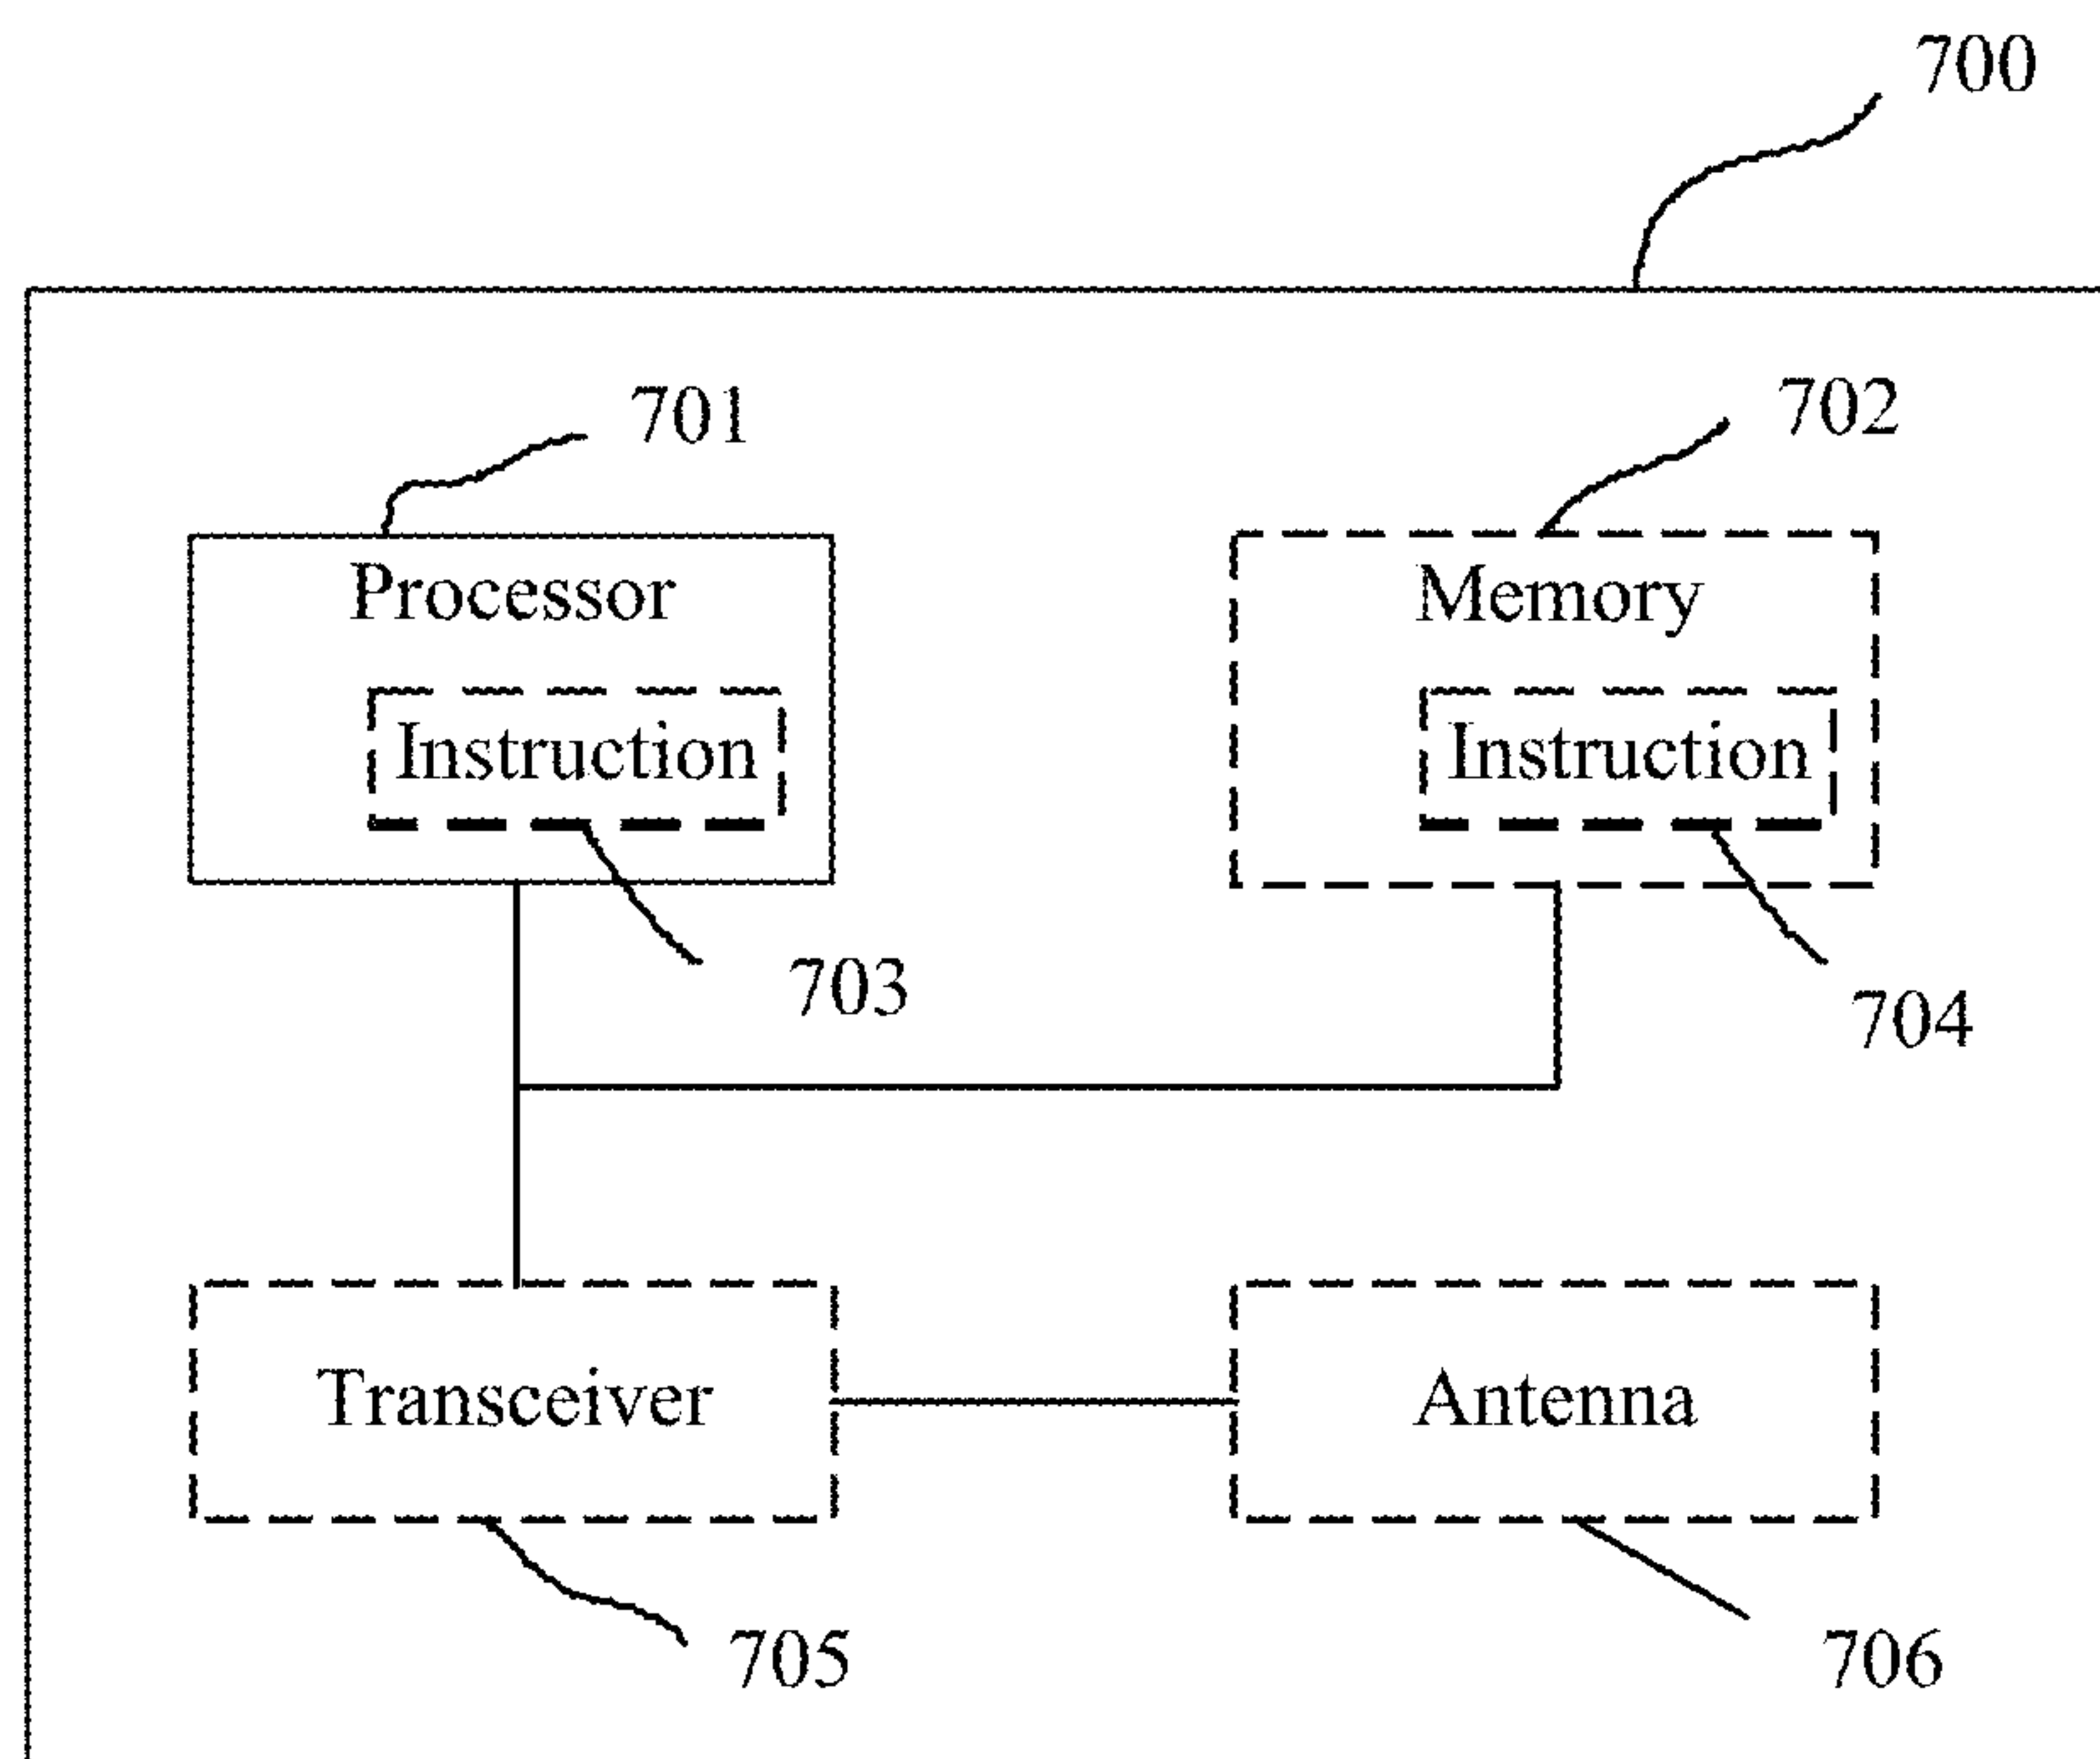 700
701
702
Processor
Memory
Instruction
Instruction
703
704
Transceiver
Antenna
705
706